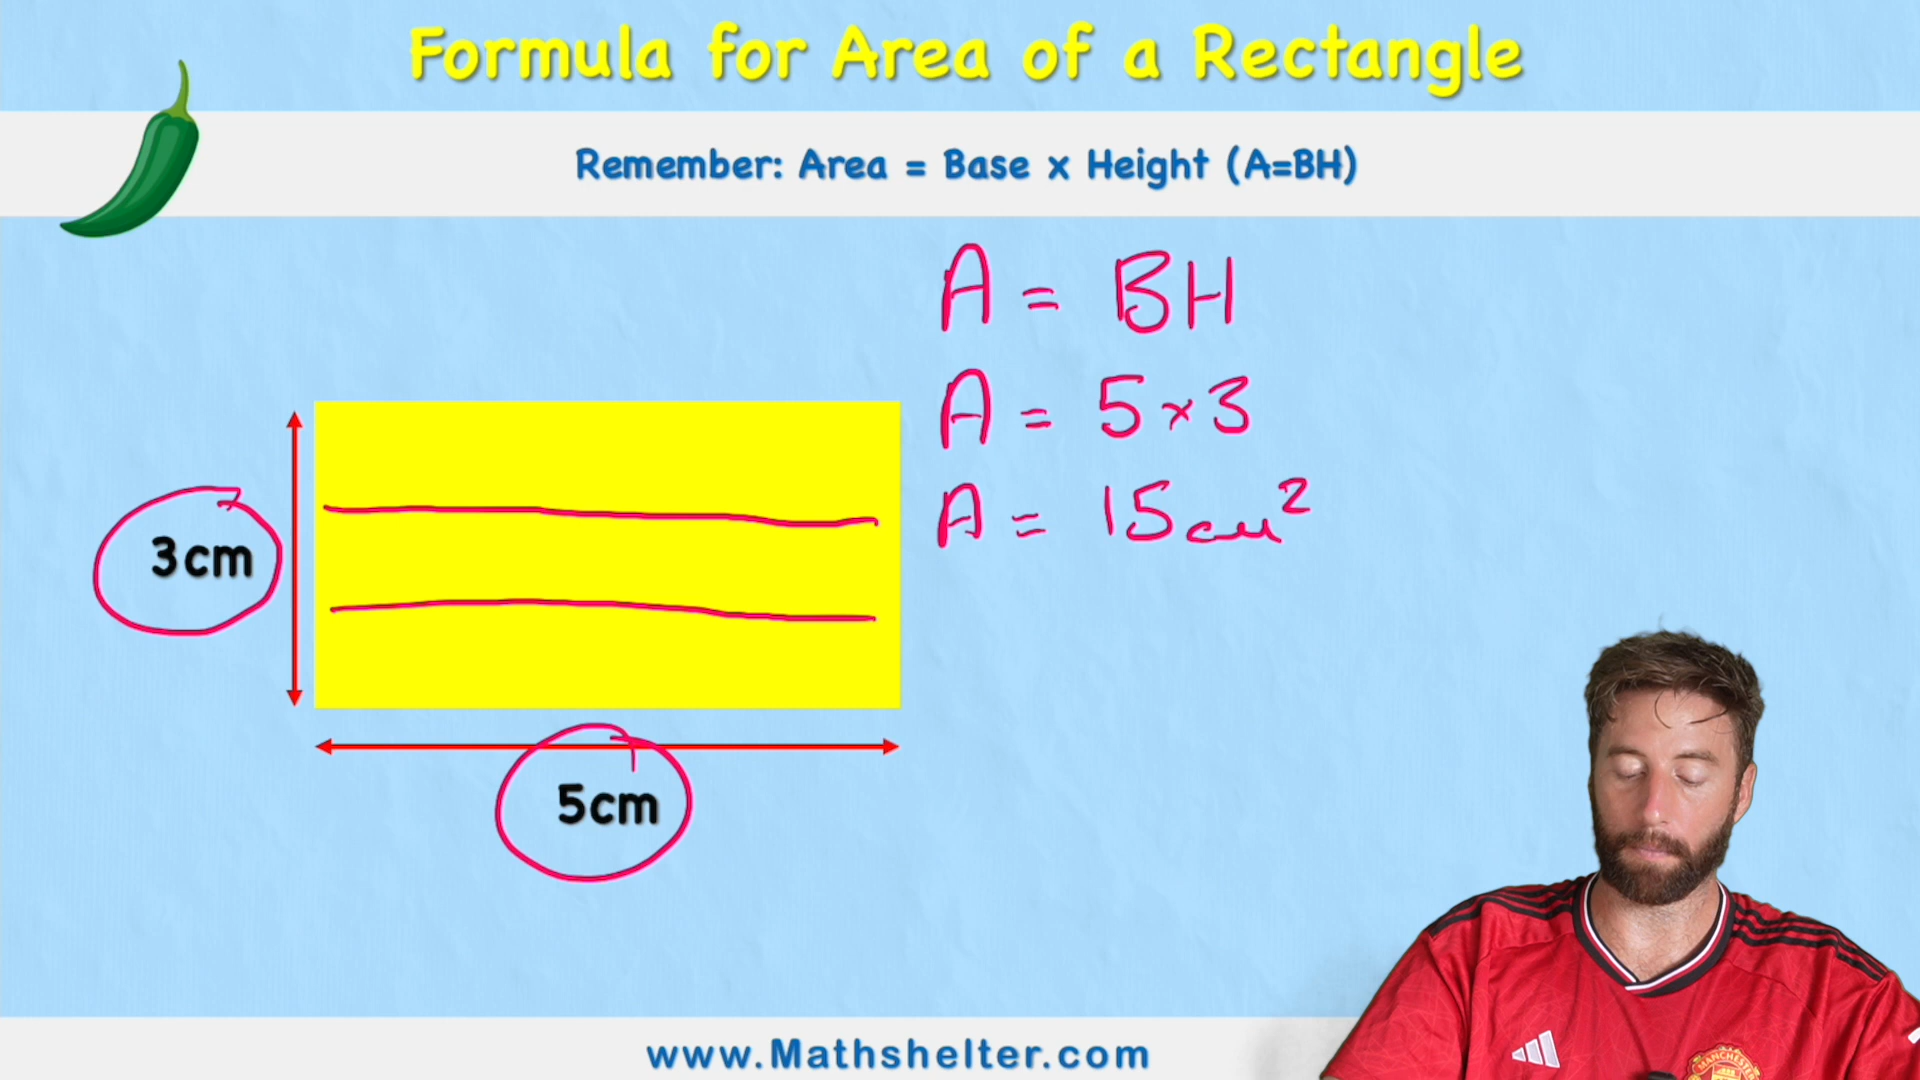 Formula for Area of a Rectangle
Remember: Area = Base x Height (A=BH)
A = BH
A = 5×3
A = 15cm²
3cm
5cm
www.Mathshelter.com
MANCHESTER